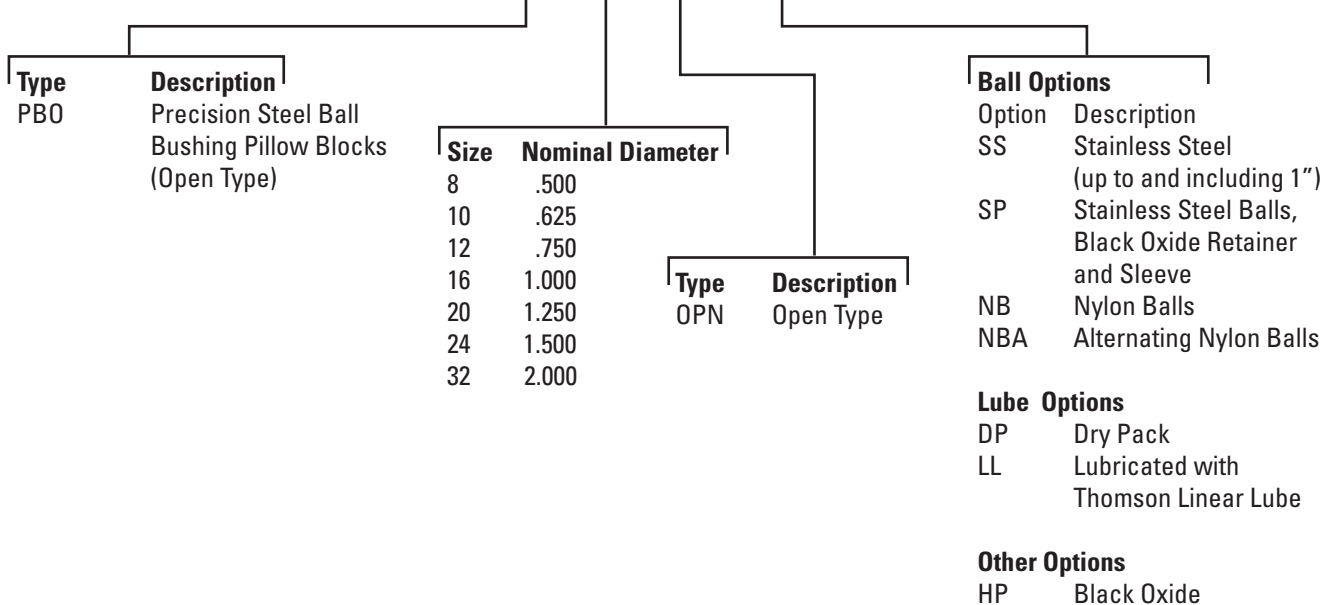 Type Description
PBO Precision Steel Ball
Bushing Pillow Blocks
(Open Type)
Size Nominal Diameter
8 .500
10 .625
12 .750
16 1.000
20 1.250
24 1.500
32 2.000
Type Description
OPN Open Type
Ball Options
Option Description
SS Stainless Steel
(up to and including 1”)
SP Stainless Steel Balls,
Black Oxide Retainer
and Sleeve
NB Nylon Balls
NBA Alternating Nylon Balls
Lube Options
DP Dry Pack
LL Lubricated with
Thomson Linear Lube
Other Options
HP Black Oxide